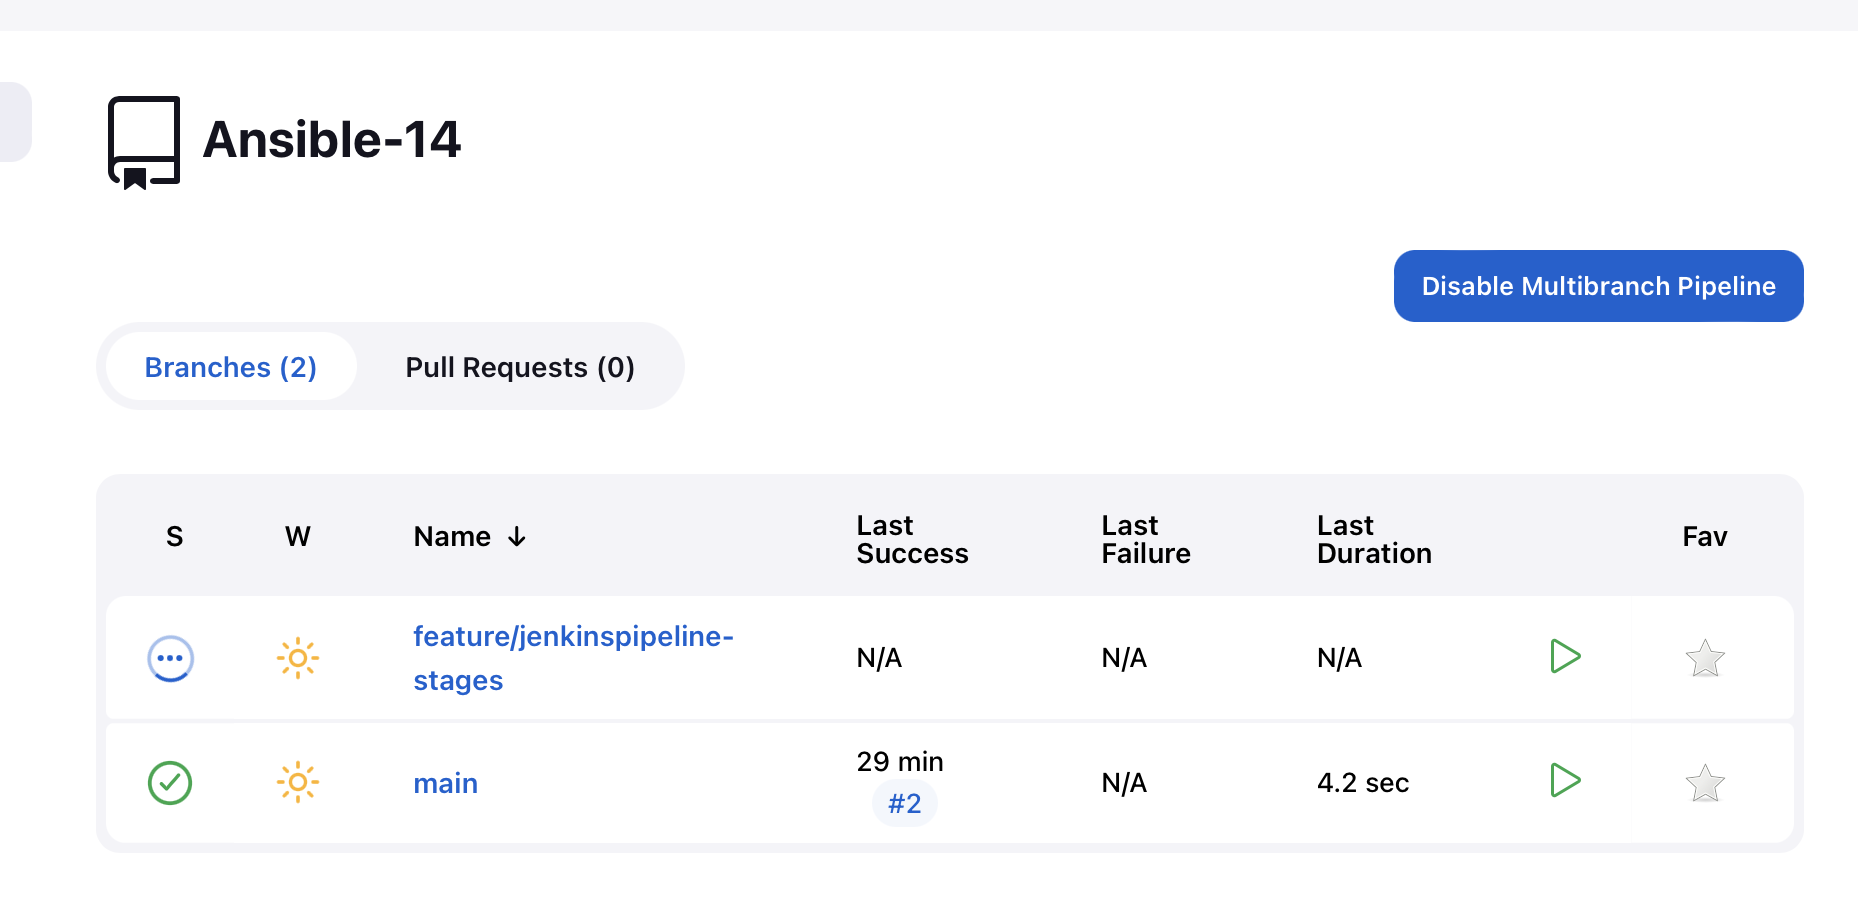 Ansible-14
Disable Multibranch Pipeline
Branches (2)
Pull Requests (0)
S W Name ↓ Last Success Last Failure Last Duration Fav
feature/jenkinspipeline-
stages
N/A N/A N/A
main
29 min
#2
N/A 4.2 sec